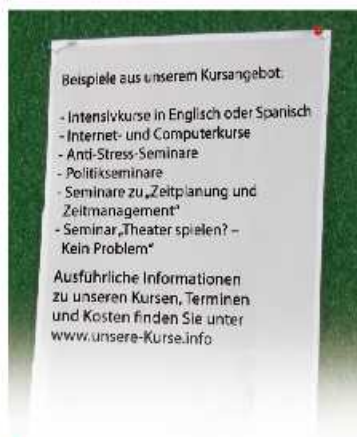 Beispiele aus unserem Kursangebot:
- Intensivkurse in Englisch oder Spanisch
- Internet- und Computerkurse
- Anti-Stress-Seminare
- Politikseminare
- Seminare zu „Zeitplanung und
Zeitmanagement“
- Seminar „Theater spielen? –
Kein Problem“
Ausführliche Informationen
zu unseren Kursen, Terminen
und Kosten finden Sie unter
www.unsere-Kurse.info